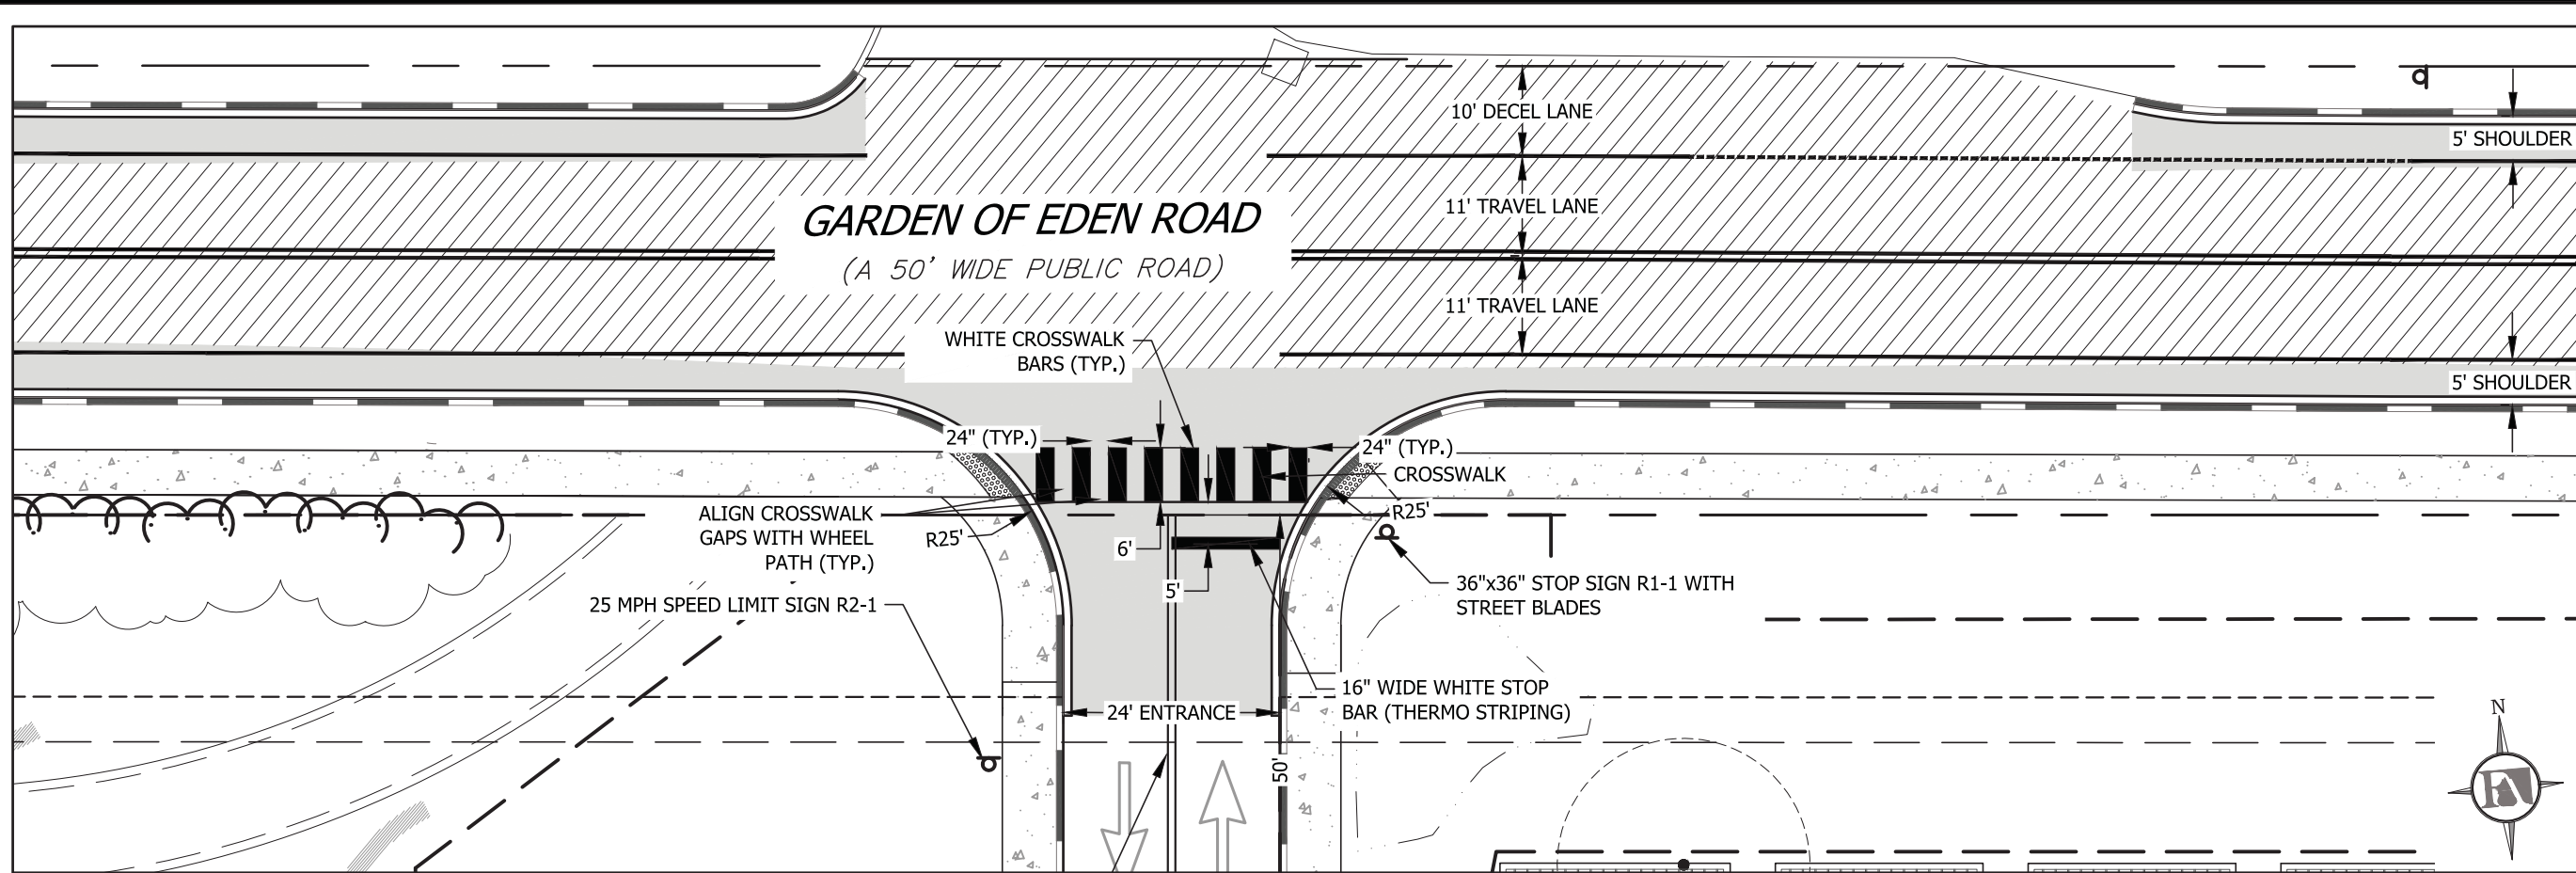 10' DECEL LANE
5' SHOULDER
11' TRAVEL LANE
GARDEN OF EDEN ROAD
(A 50' WIDE PUBLIC ROAD)
11' TRAVEL LANE
WHITE CROSSWALK
BARS (TYP.)
5' SHOULDER
24" (TYP.)
24" (TYP.)
CROSSWALK
ALIGN CROSSWALK
GAPS WITH WHEEL
PATH (TYP.)
R25'
R25'
6'
5'
36"x36" STOP SIGN R1-1 WITH
STREET BLADES
25 MPH SPEED LIMIT SIGN R2-1
16" WIDE WHITE STOP
BAR (THERMO STRIPING)
24' ENTRANCE
50'
N
FA